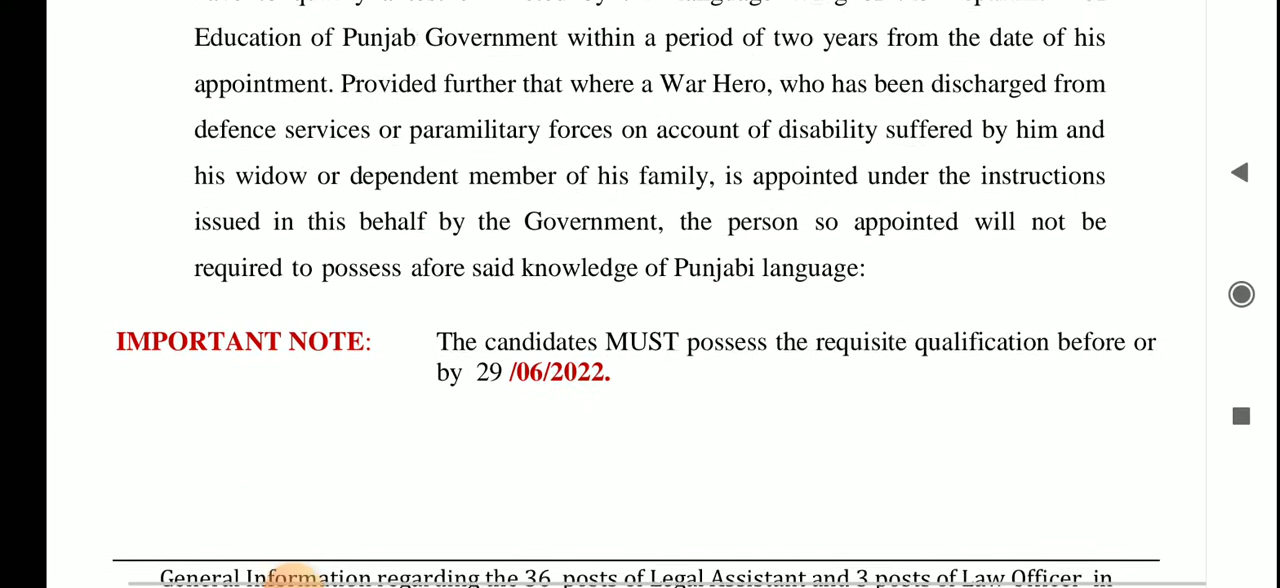 Education of Punjab Government within a period of two years from the date of his
appointment. Provided further that where a War Hero, who has been discharged from
defence services or paramilitary forces on account of disability suffered by him and
his widow or dependent member of his family, is appointed under the instructions
issued in this behalf by the Government, the person so appointed will not be
required to possess afore said knowledge of Punjabi language:
IMPORTANT NOTE: The candidates MUST possess the requisite qualification before or
by 29 /06/2022.
General Information regarding the 36 posts of Legal Assistant and 3 posts of Law Officer in